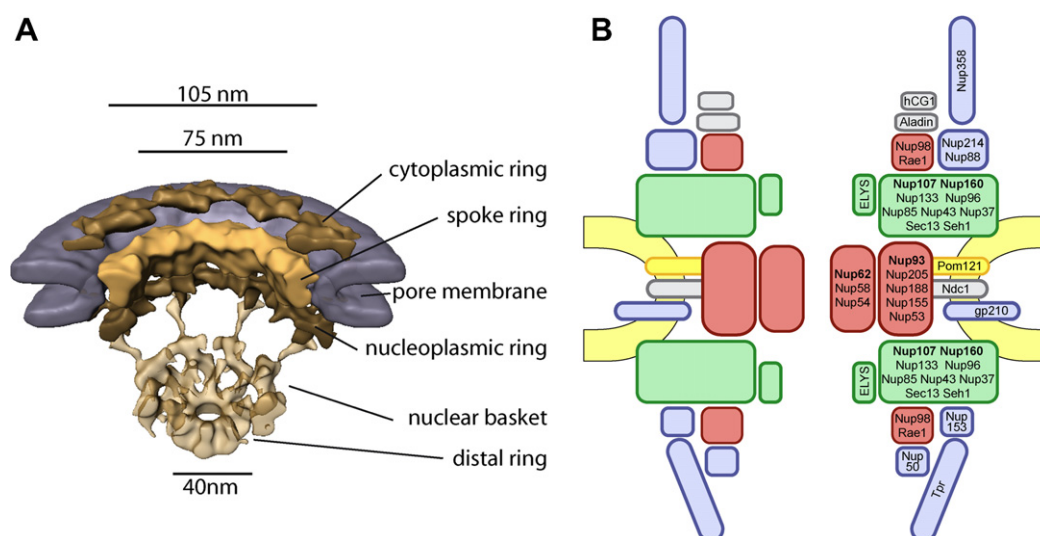 A
105 nm
75 nm
cytoplasmic ring
spoke ring
pore membrane
nucleoplasmic ring
nuclear basket
distal ring
40nm
B
Nup358
hCG1
Aladin
Nup98
Rae1
Nup214
Nup88
ELYS
Nup107 Nup160
Nup133 Nup96
Nup85 Nup43 Nup37
Sec13 Seh1
Nup62
Nup58
Nup54
Nup93
Nup205
Nup188
Nup155
Nup53
Pom121
Ndc1
gp210
ELYS
Nup107 Nup160
Nup133 Nup96
Nup85 Nup43 Nup37
Sec13 Seh1
Nup98
Rae1
Nup
153
Nup
50
Tpr